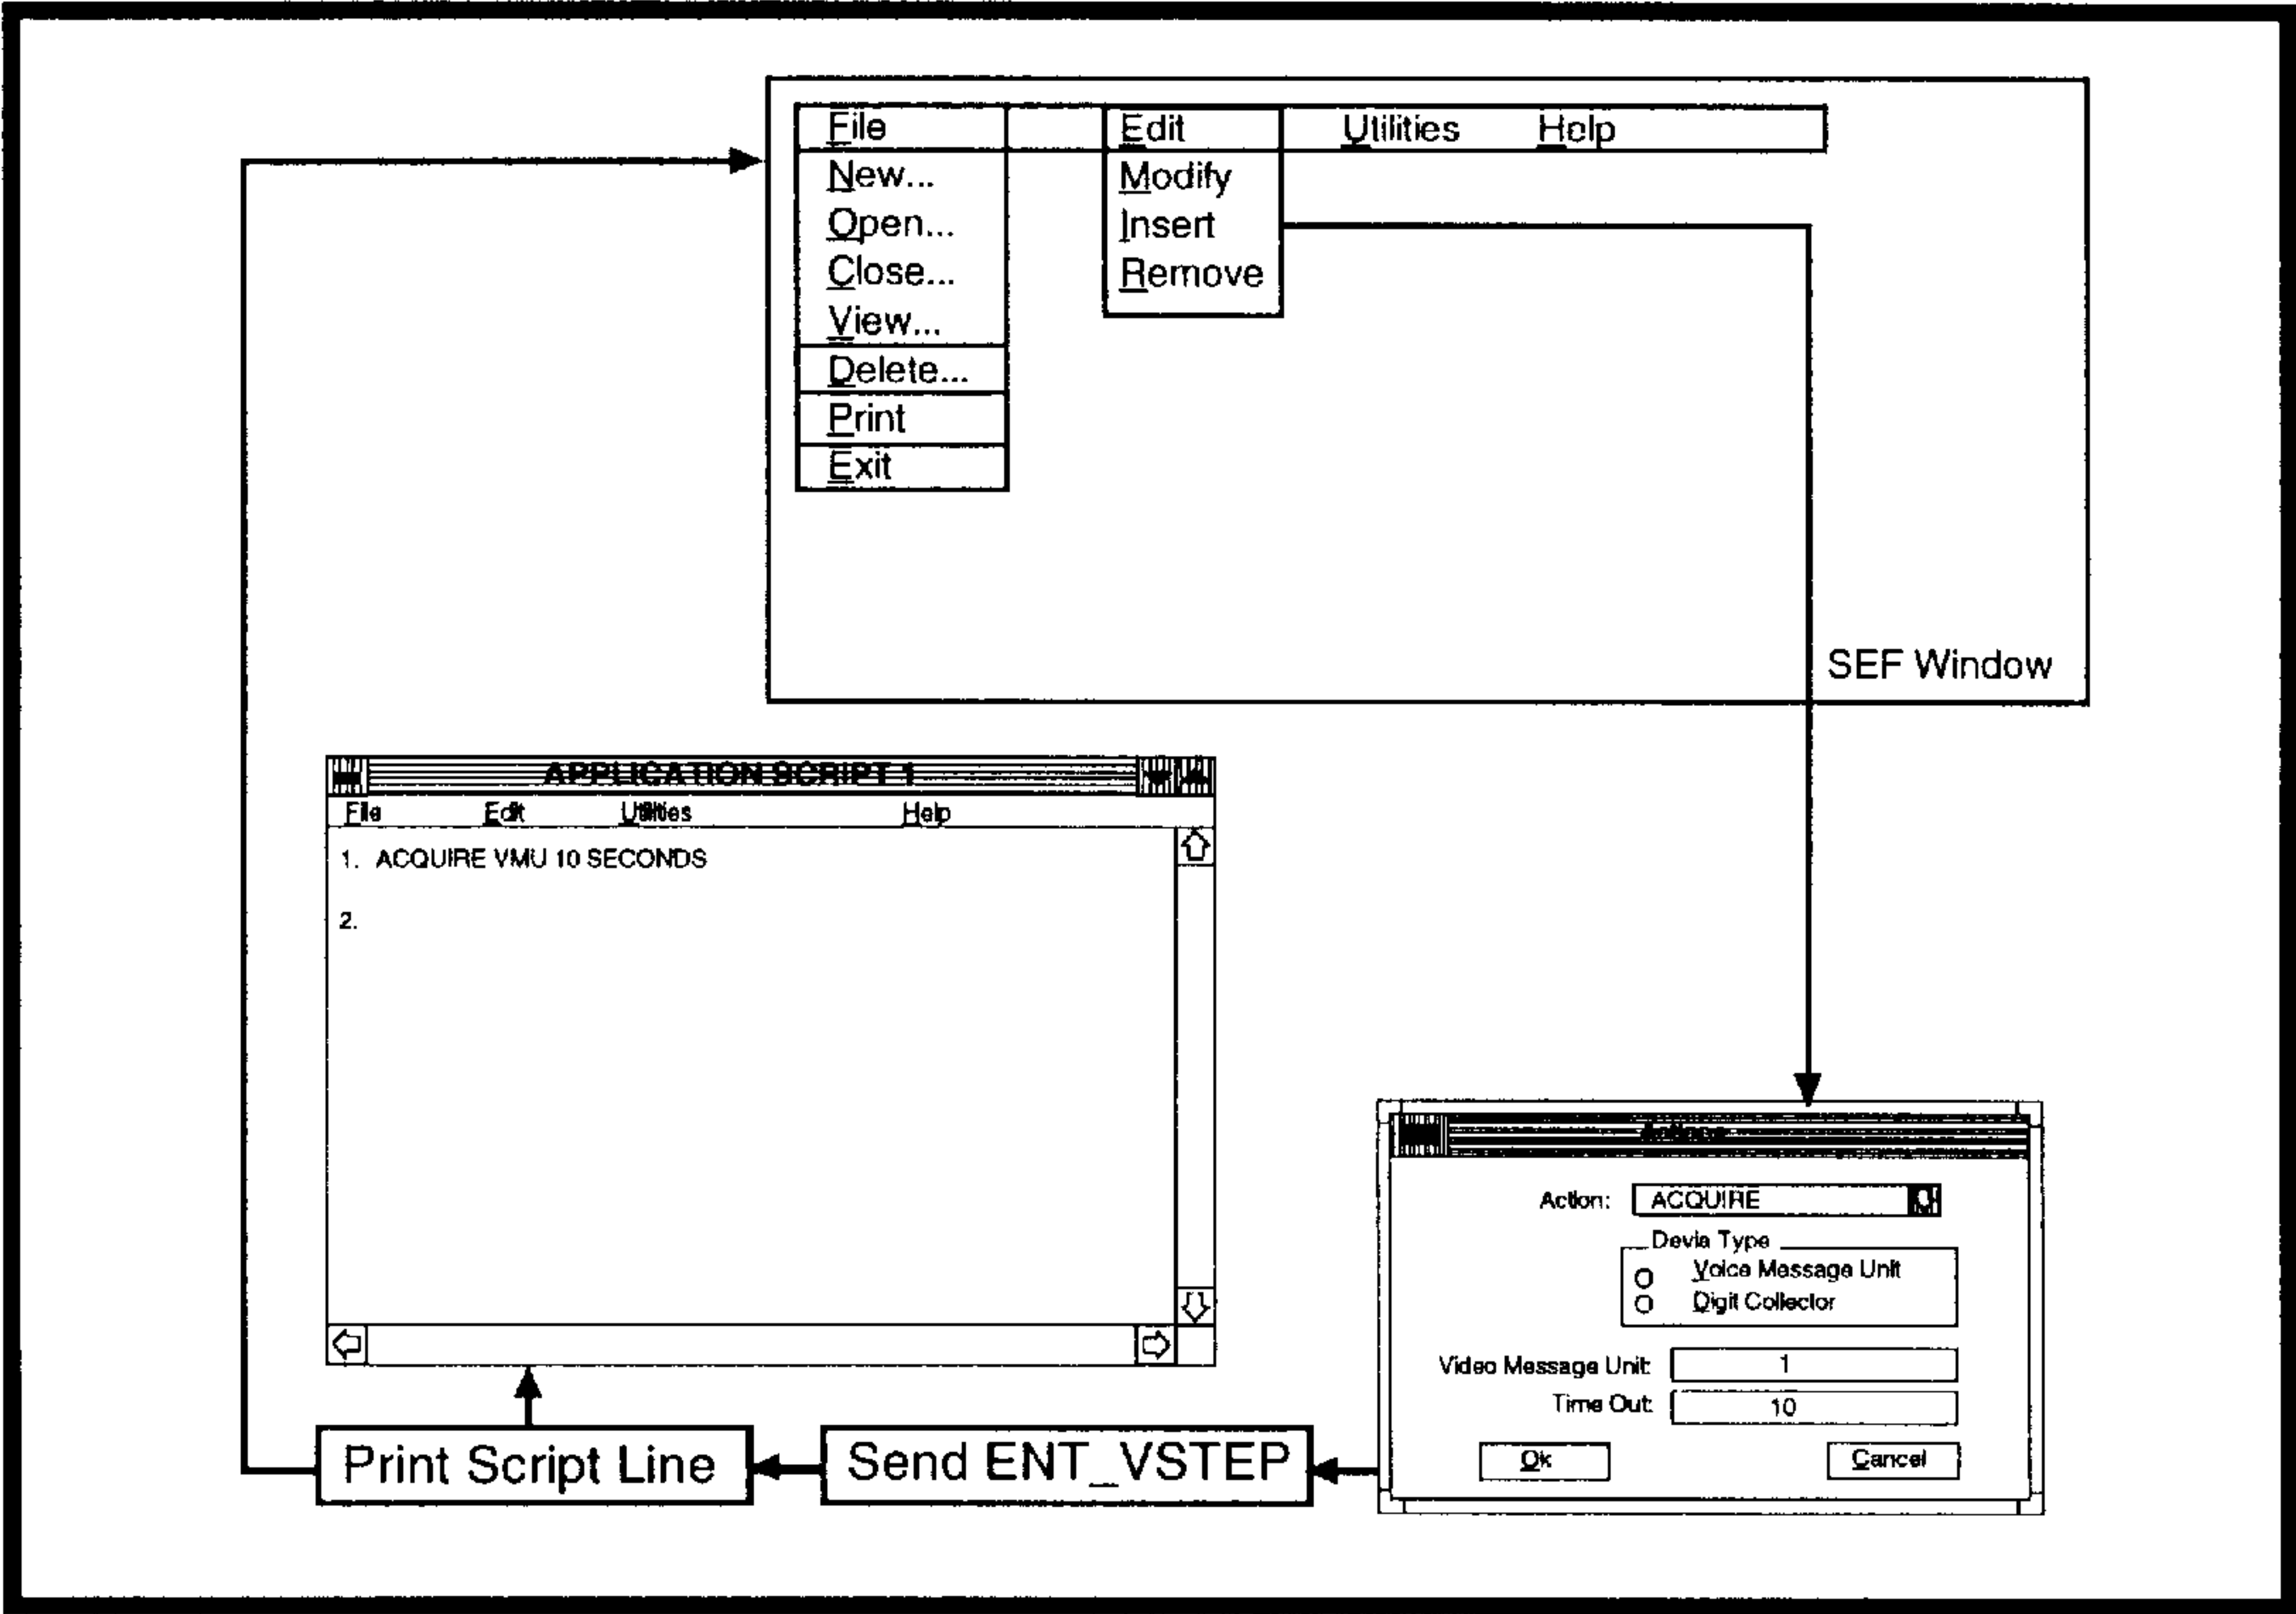 File Edit Utilities Help
New...
Open...
Close...
View...
Delete...
Print
Exit
Modify
Insert
Remove
SEF Window
APPLICATION SCRIPT 1
File Edit Utilities Help
1. ACQUIRE VMU 10 SECONDS
2.
Actions
Action: ACQUIRE
Devie Type
Voice Message Unit
Digit Collector
Video Message Unit: 1
Time Out: 10
Ok Cancel
Send ENT_VSTEP
Print Script Line